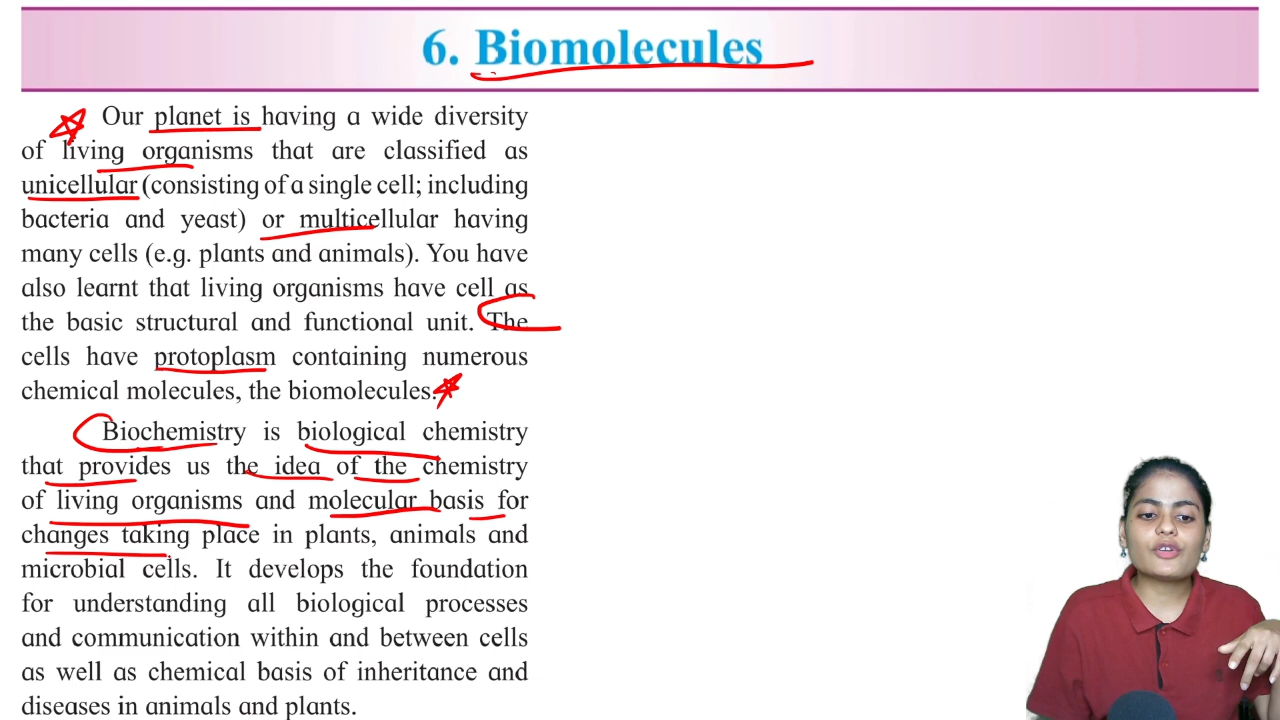 6. Biomolecules
Our planet is having a wide diversity
of living organisms that are classified as
unicellular (consisting of a single cell; including
bacteria and yeast) or multicellular having
many cells (e.g. plants and animals). You have
also learnt that living organisms have cell as
the basic structural and functional unit. The
cells have protoplasm containing numerous
chemical molecules, the biomolecules.
Biochemistry is biological chemistry
that provides us the idea of the chemistry
of living organisms and molecular basis for
changes taking place in plants, animals and
microbial cells. It develops the foundation
for understanding all biological processes
and communication within and between cells
as well as chemical basis of inheritance and
diseases in animals and plants.